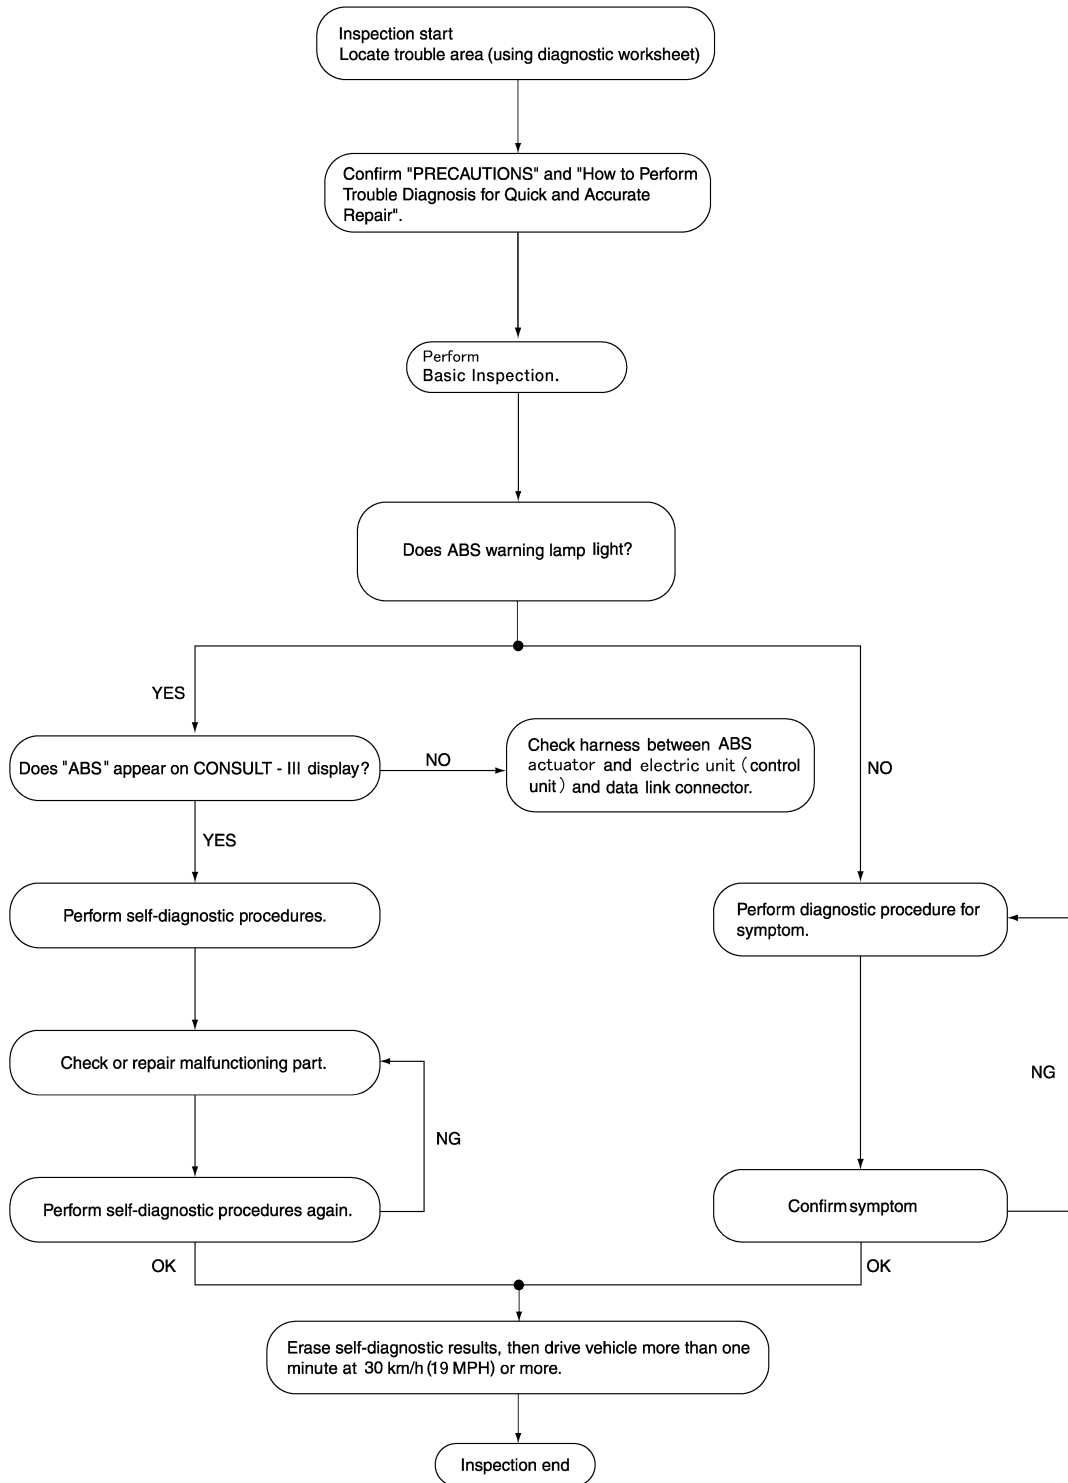 Inspection start
Locate trouble area (using diagnostic worksheet)
Confirm "PRECAUTIONS" and "How to Perform
Trouble Diagnosis for Quick and Accurate
Repair".
Perform
Basic Inspection.
Does ABS warning lamp light?
YES
NO
Does "ABS" appear on CONSULT - III display?
NO
Check harness between ABS
actuator and electric unit (control
unit) and data link connector.
YES
Perform self-diagnostic procedures.
Perform diagnostic procedure for
symptom.
Check or repair malfunctioning part.
NG
NG
Perform self-diagnostic procedures again.
Confirm symptom
OK
OK
Erase self-diagnostic results, then drive vehicle more than one
minute at 30 km/h (19 MPH) or more.
Inspection end